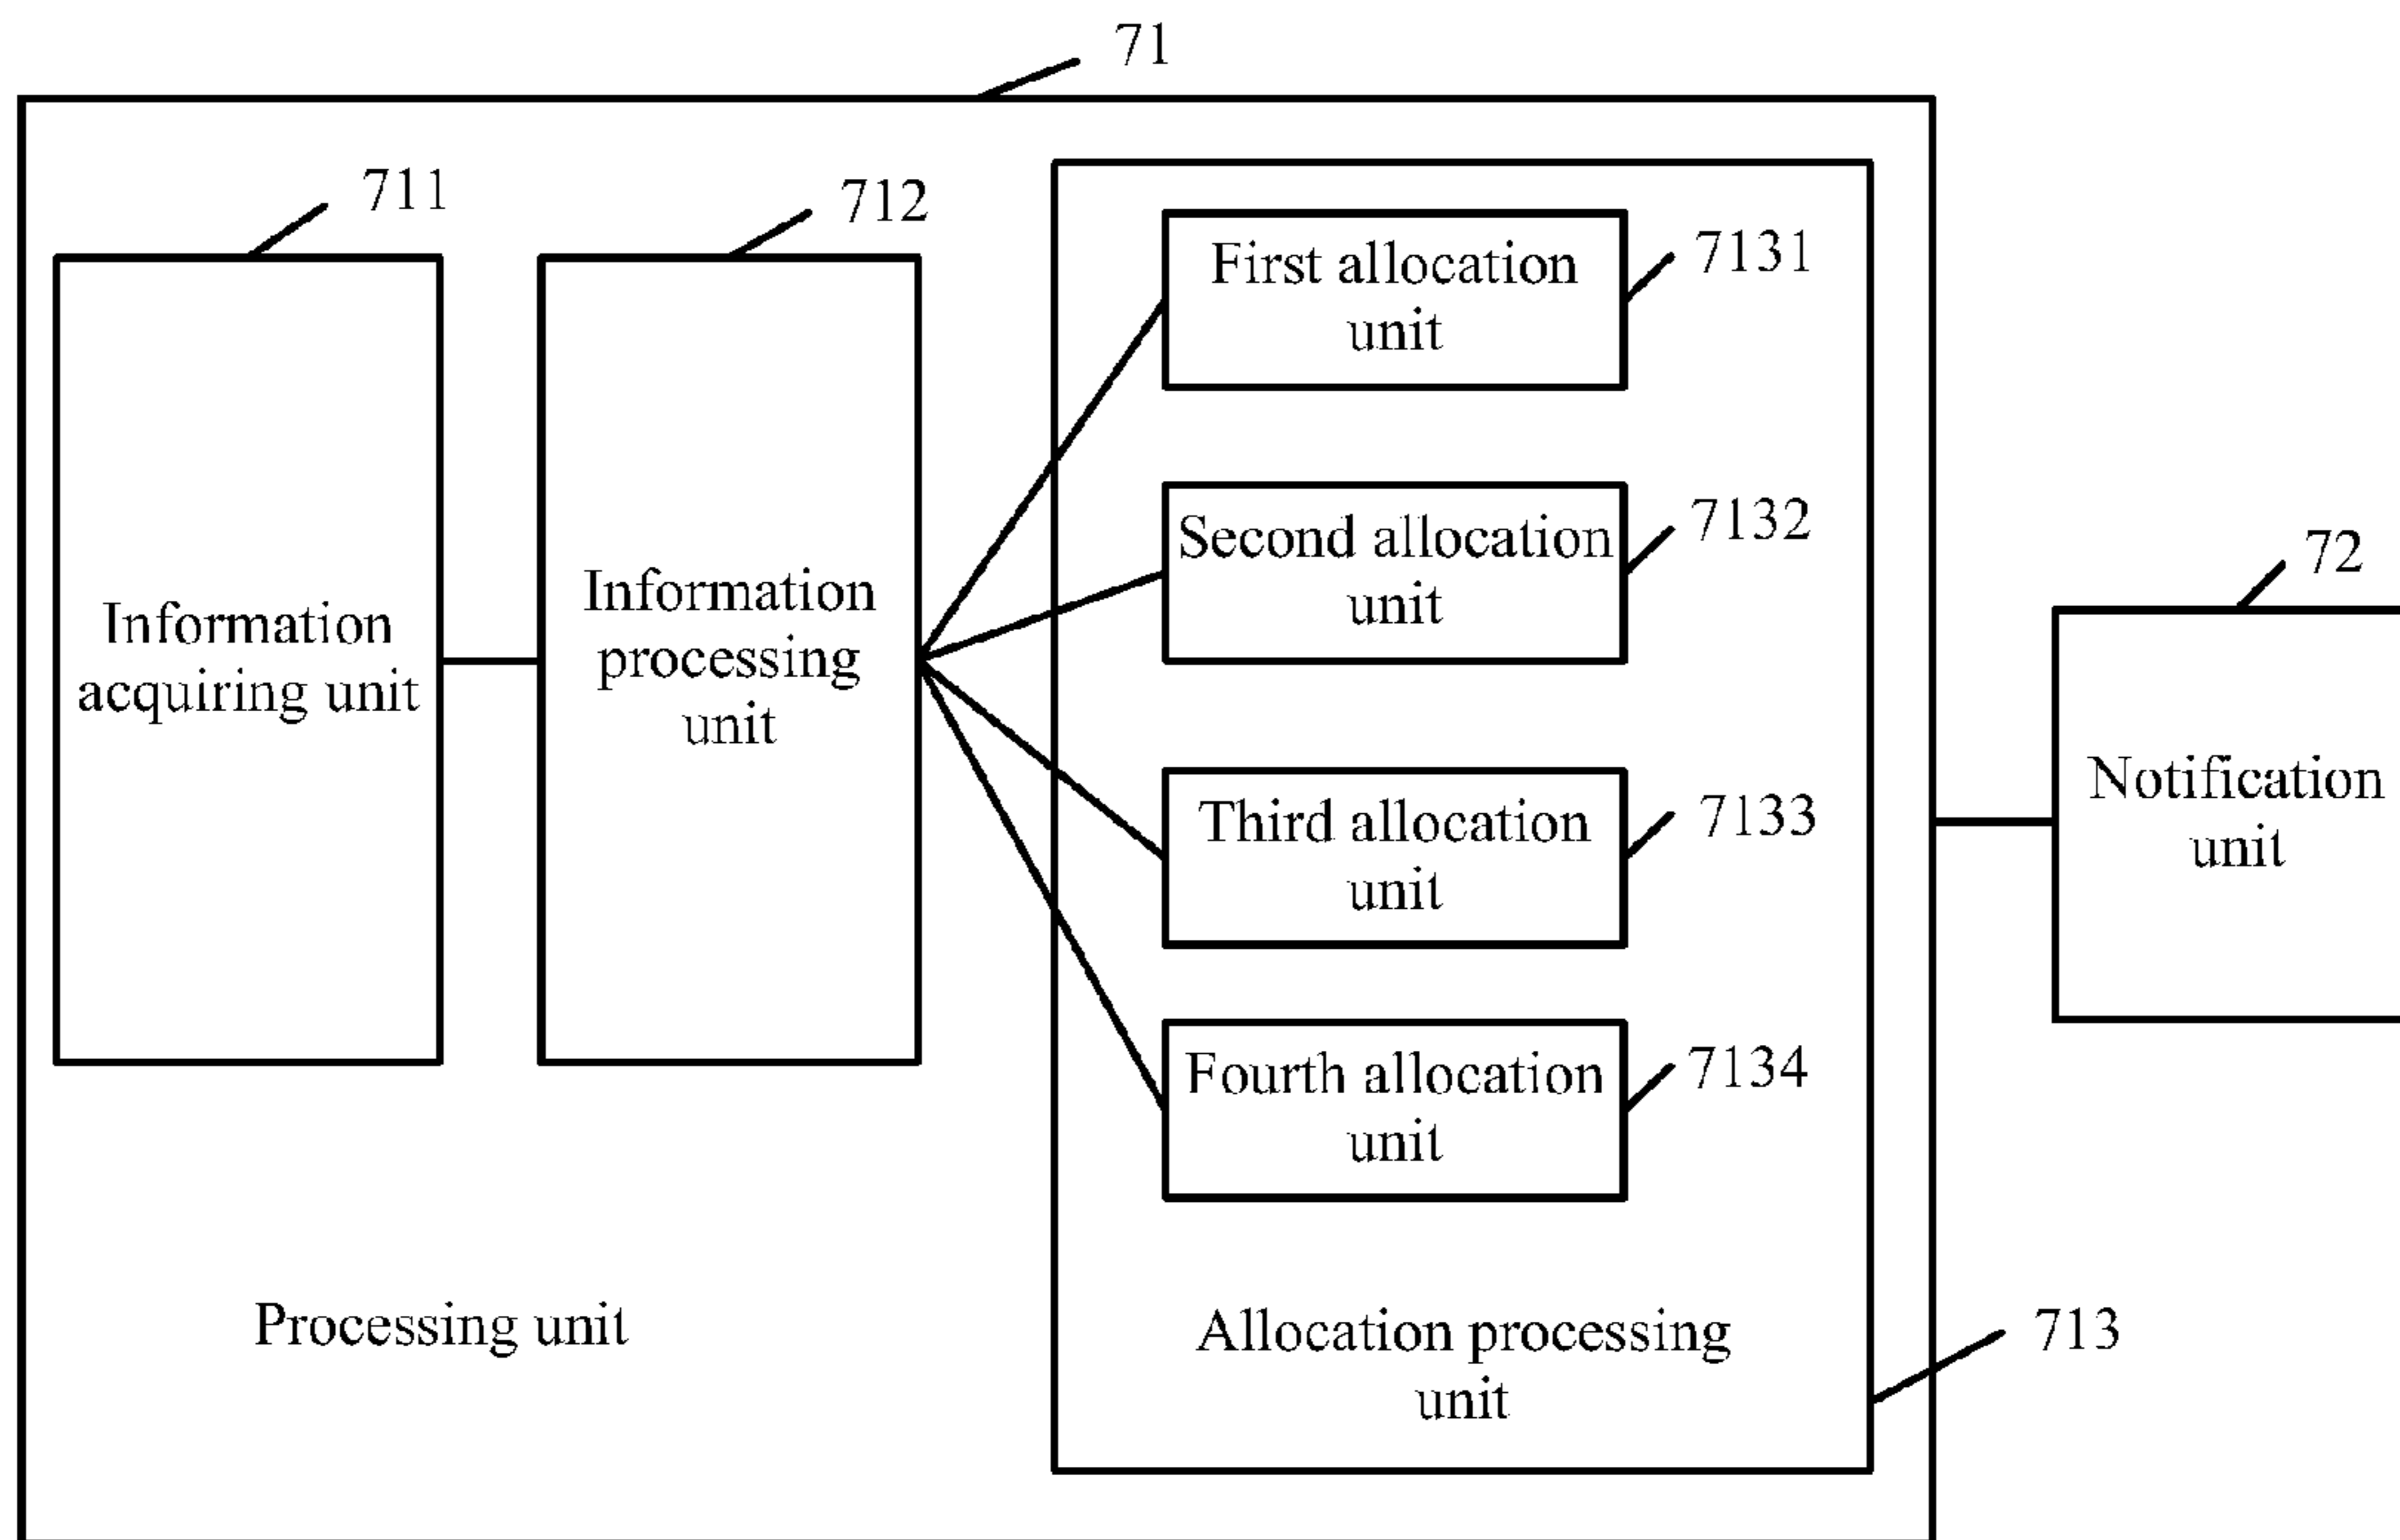 71
711
712
First allocation
unit
7131
Second allocation
unit
7132
72
Information
acquiring unit
Information
processing
unit
Notification
unit
Third allocation
unit
7133
Fourth allocation
unit
7134
Processing unit
Allocation processing
unit
713